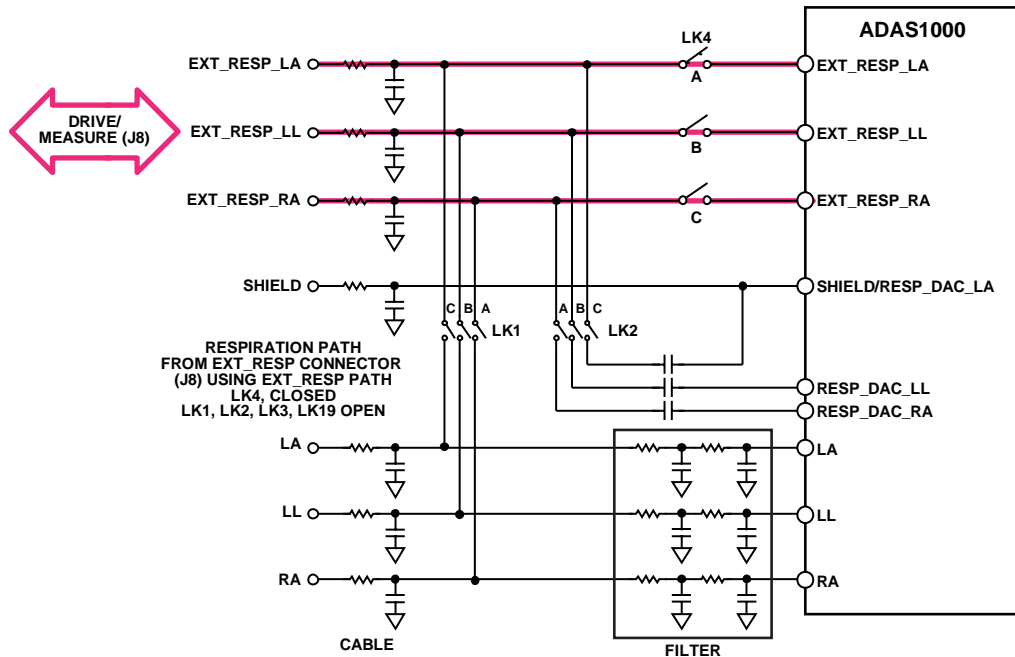 ADAS1000
LK4
EXT_RESP_LA
A
EXT_RESP_LA
DRIVE/
MEASURE (J8)
EXT_RESP_LL
B
EXT_RESP_LL
EXT_RESP_RA
C
EXT_RESP_RA
SHIELD
SHIELD/RESP_DAC_LA
C B A
LK1
A B C
LK2
RESPIRATION PATH
FROM EXT_RESP CONNECTOR
(J8) USING EXT_RESP PATH
LK4, CLOSED
LK1, LK2, LK3, LK19 OPEN
RESP_DAC_LL
RESP_DAC_RA
LA
LA
LL
LL
RA
RA
CABLE
FILTER